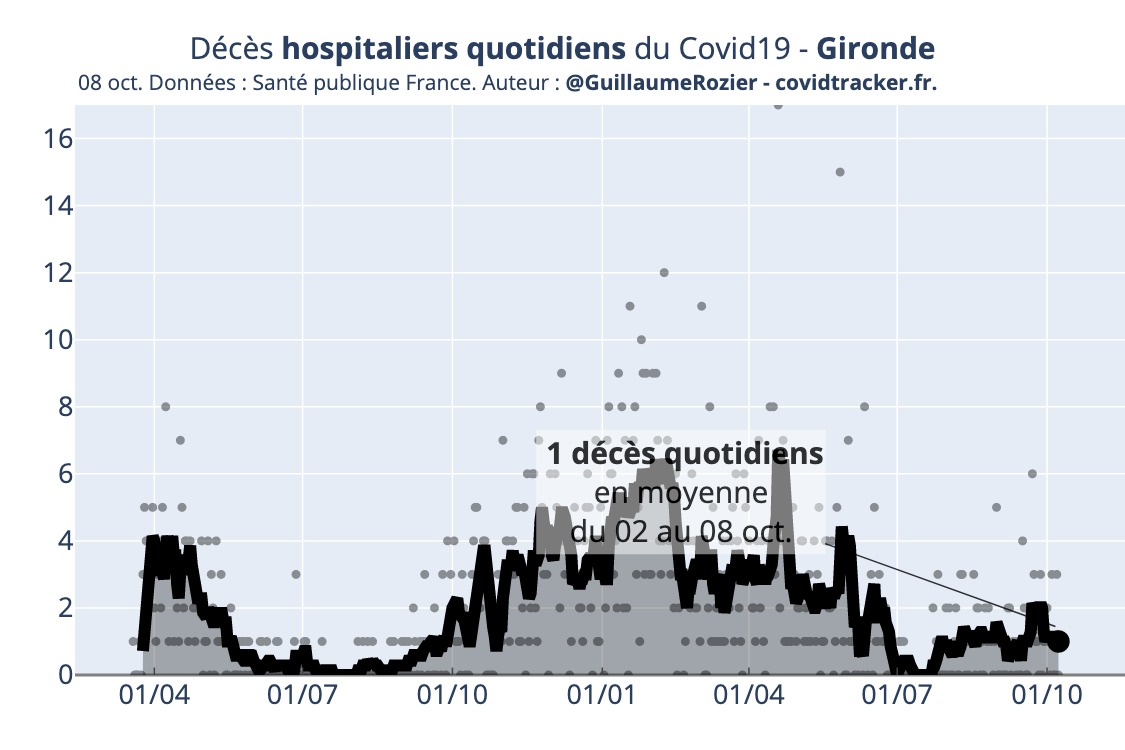 Décès hospitaliers quotidiens du Covid19 - Gironde
08 oct. Données : Santé publique France. Auteur : @GuillaumeRozier - covidtracker.fr.
16
14
12
10
8
6
4
2
0
1 décès quotidiens
en moyenne
du 02 au 08 oct.
01/04 01/07 01/10 01/01 01/04 01/07 01/10